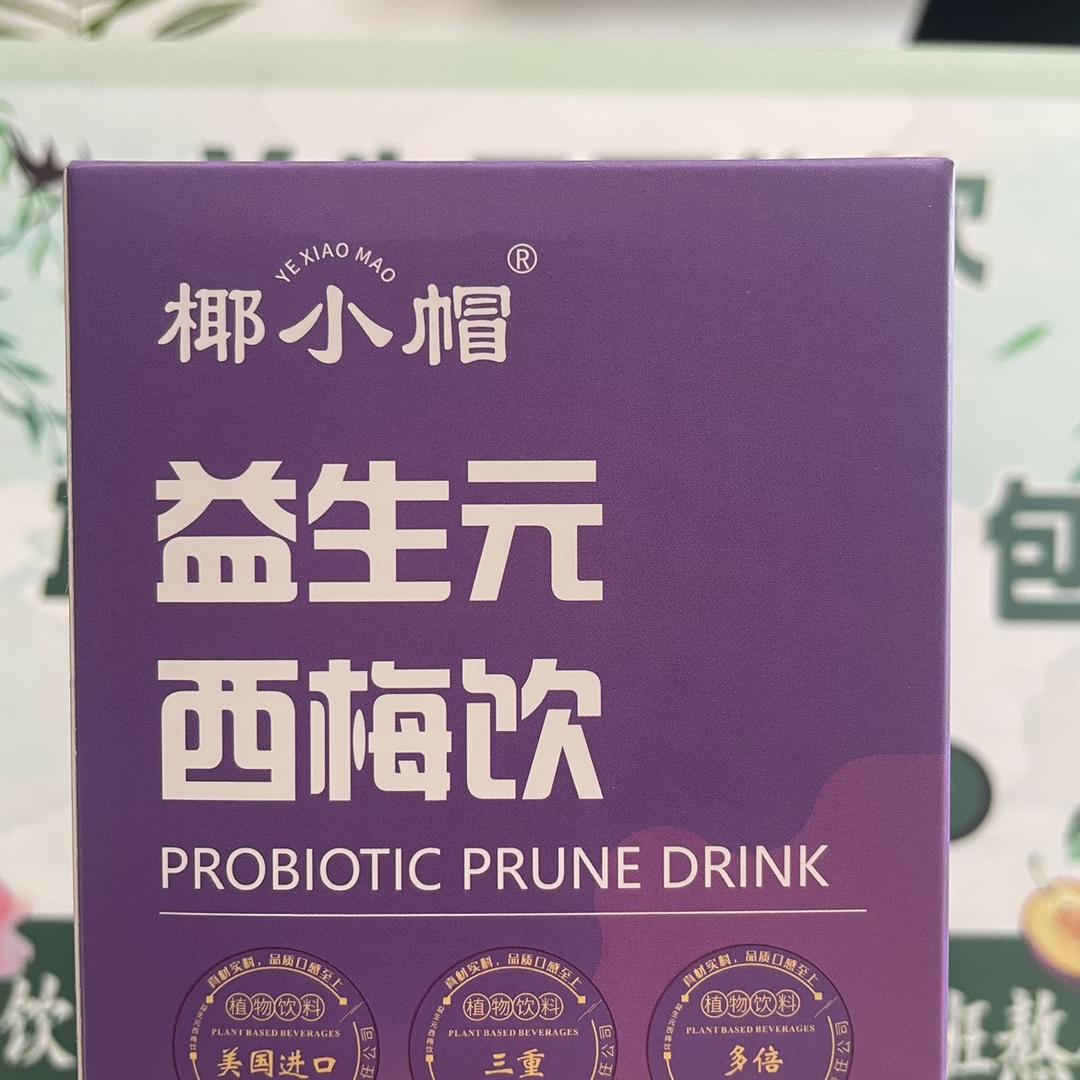 YE XIAO MAO
椰小帽®
益生元
西梅饮
PROBIOTIC PRUNE DRINK
真材实料，品质口感至上
植物饮料
PLANT BASED BEVERAGES
美国进口
真材实料，品质口感至上
植物饮料
PLANT BASED BEVERAGES
三重
真材实料，品质口感至上
植物饮料
PLANT BASED BEVERAGES
多倍
包
饮
熬